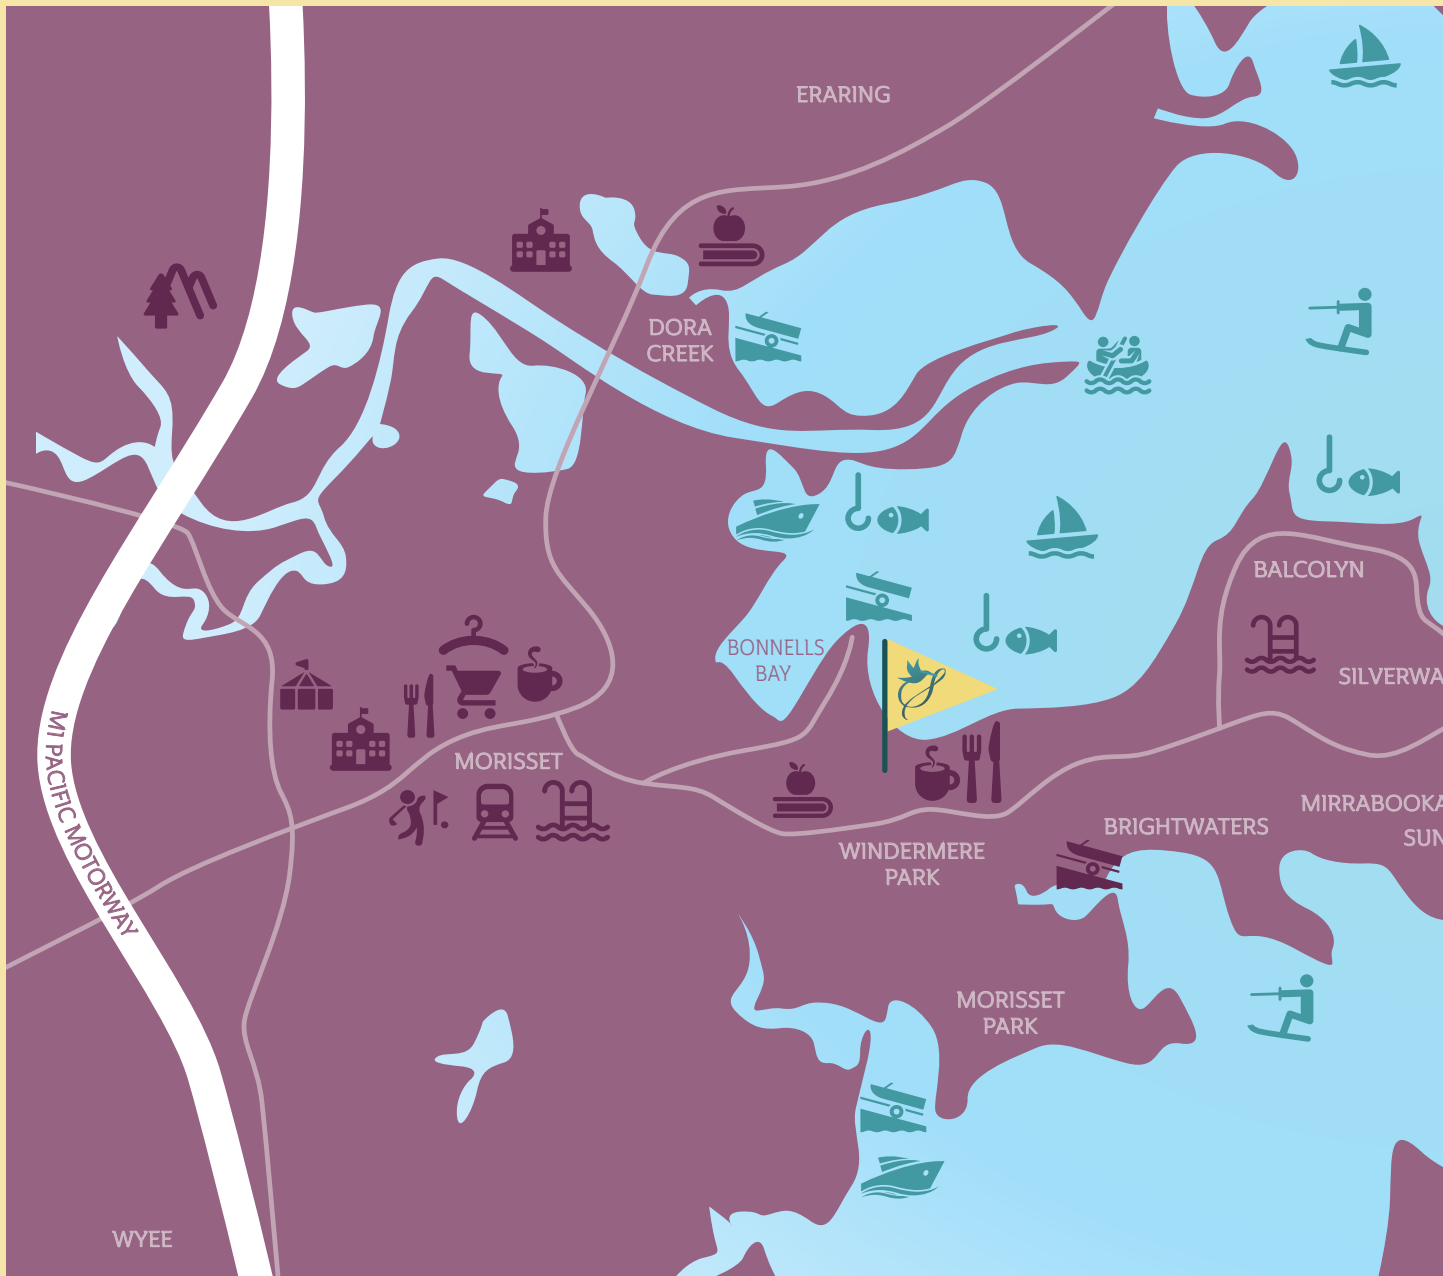 ERARING
DORA
CREEK
BALCOLYN
BONNELLS
BAY
SILVERWA
M1 PACIFIC MOTORWAY
MORISSET
MIRRABOOKA
BRIGHTWATERS
SUN
WINDERMERE
PARK
MORISSET
PARK
WYEE
S